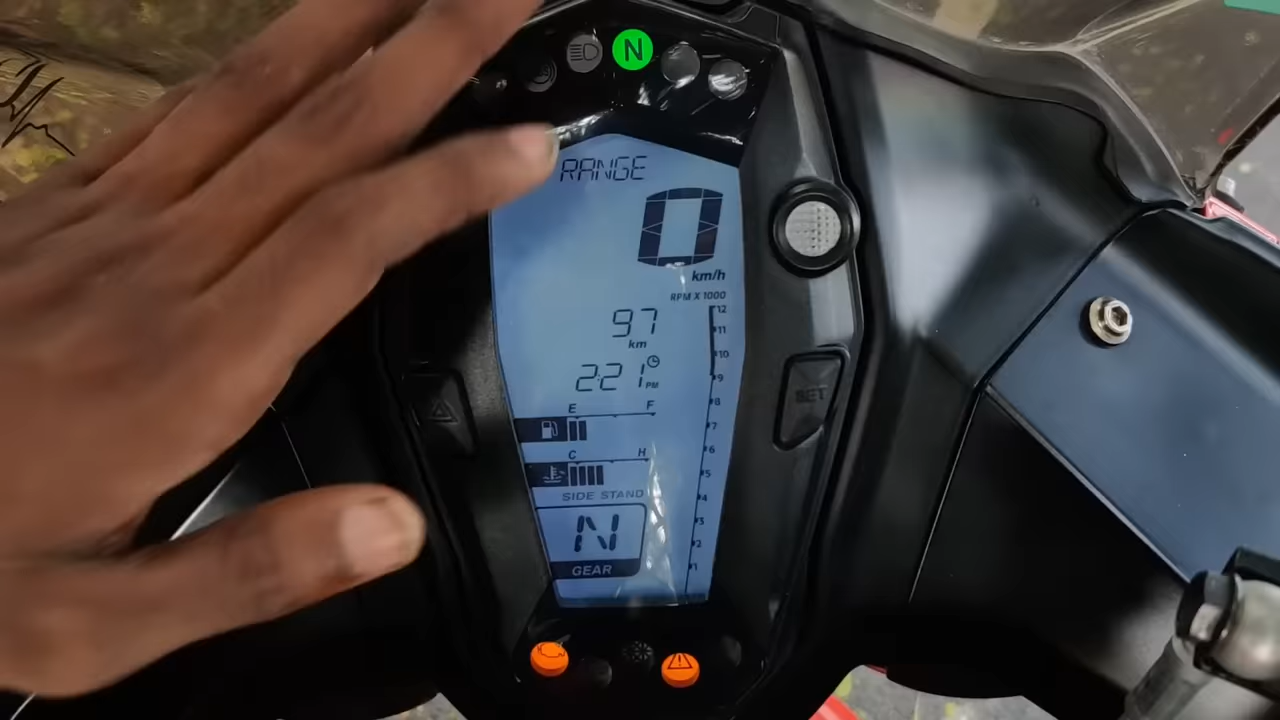 N
RANGE
0
km/h
RPM X 1000
97
km
2:21 PM
12
11
10
9
8
7
6
5
4
3
2
1
SET
E F
C H
SIDE STAND
N
GEAR